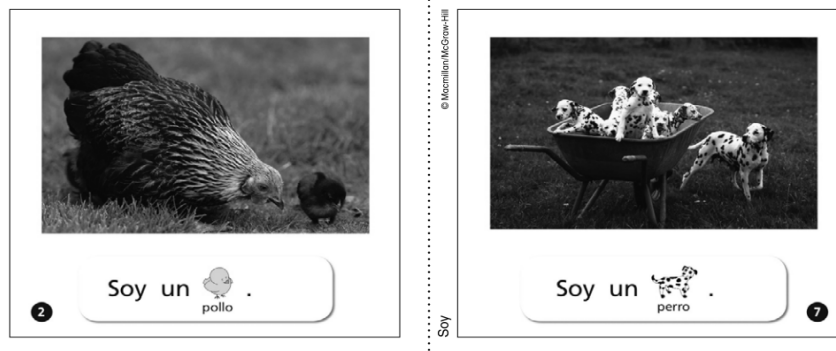 Soy un .
pollo
2
© Macmillan/McGraw-Hill
Soy
Soy un .
perro
7